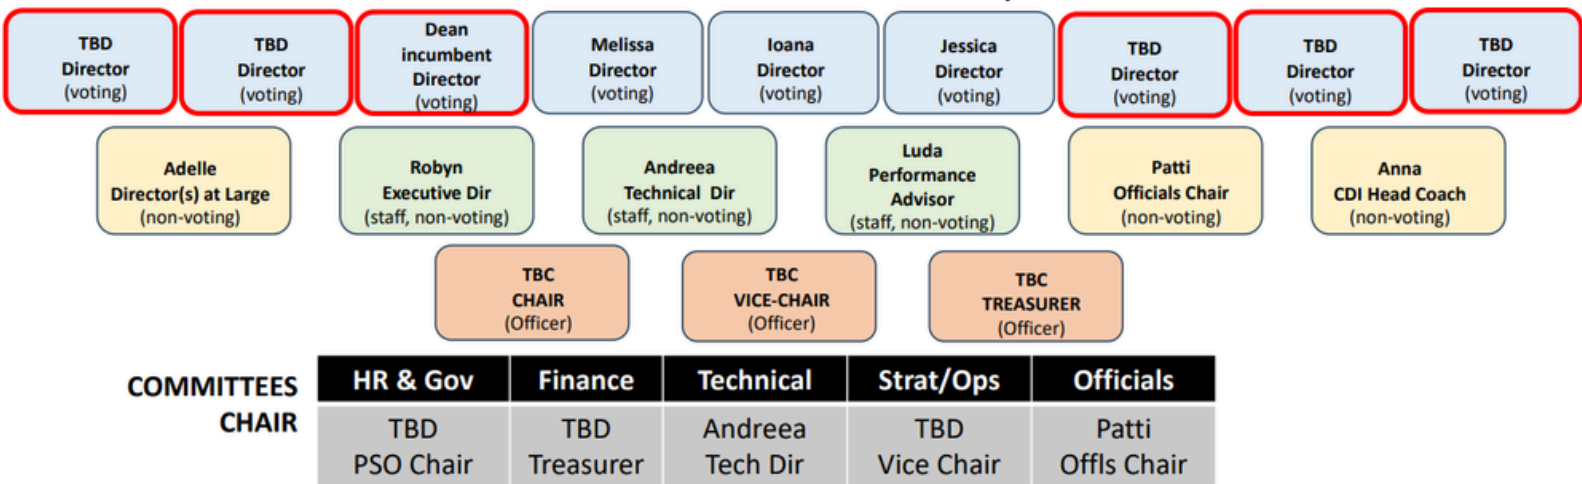 TBD
Director
(voting)
TBD
Director
(voting)
Dean
incumbent
Director
(voting)
Melissa
Director
(voting)
Ioana
Director
(voting)
Jessica
Director
(voting)
TBD
Director
(voting)
TBD
Director
(voting)
TBD
Director
(voting)
Adelle
Director(s) at Large
(non-voting)
Robyn
Executive Dir
(staff, non-voting)
Andreea
Technical Dir
(staff, non-voting)
Luda
Performance
Advisor
(staff, non-voting)
Patti
Officials Chair
(non-voting)
Anna
CDI Head Coach
(non-voting)
TBC
CHAIR
(Officer)
TBC
VICE-CHAIR
(Officer)
TBC
TREASURER
(Officer)
COMMITTEES
CHAIR
HR & Gov
Finance
Technical
Strat/Ops
Officials
TBD
PSO Chair
TBD
Treasurer
Andreea
Tech Dir
TBD
Vice Chair
Patti
Offls Chair